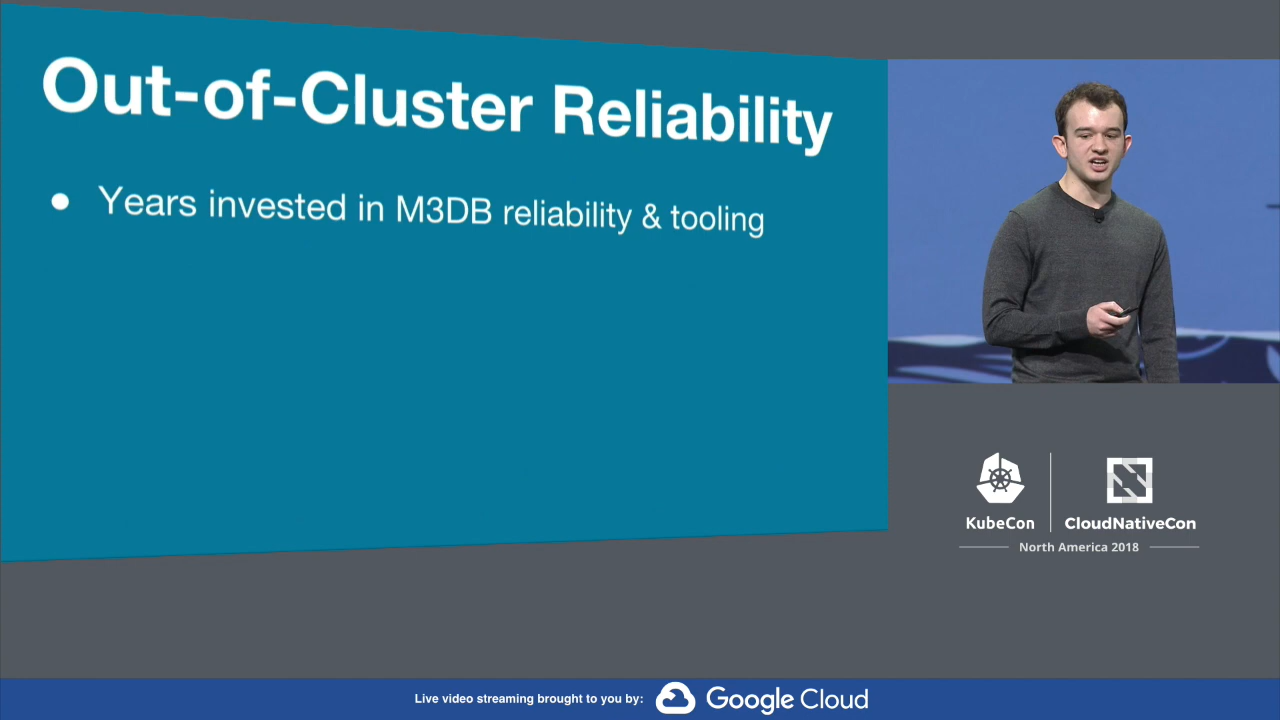 Out-of-Cluster Reliability
● Years invested in M3DB reliability & tooling
KubeCon
CloudNativeCon
North America 2018
Live video streaming brought to you by:
Google Cloud